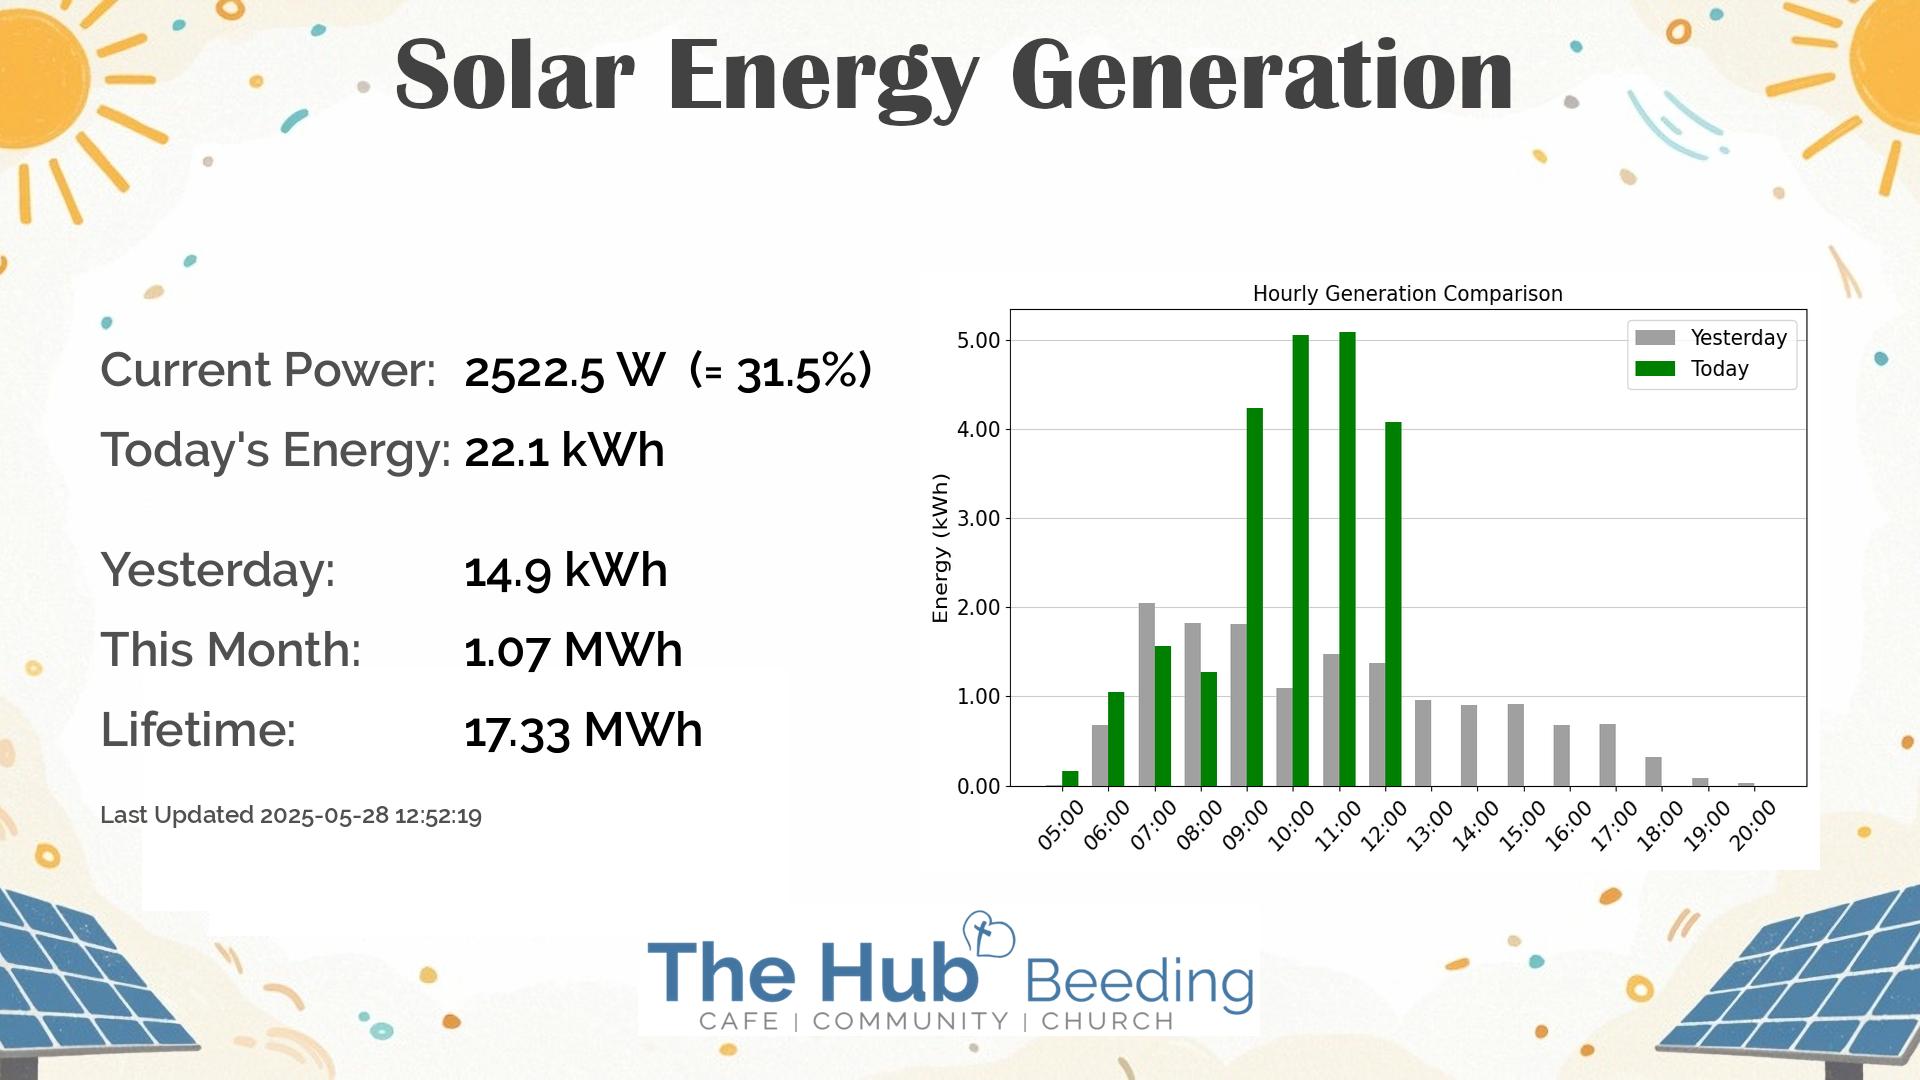 Solar Energy Generation
Current Power: 2522.5 W (= 31.5%)
Today's Energy: 22.1 kWh
Yesterday: 14.9 kWh
This Month: 1.07 MWh
Lifetime: 17.33 MWh
Last Updated 2025-05-28 12:52:19
Hourly Generation Comparison
Yesterday
Today
Energy (kWh)
5.00
4.00
3.00
2.00
1.00
0.00
05:00 06:00 07:00 08:00 09:00 10:00 11:00 12:00 13:00 14:00 15:00 16:00 17:00 18:00 19:00 20:00
The Hub Beeding
CAFE | COMMUNITY | CHURCH